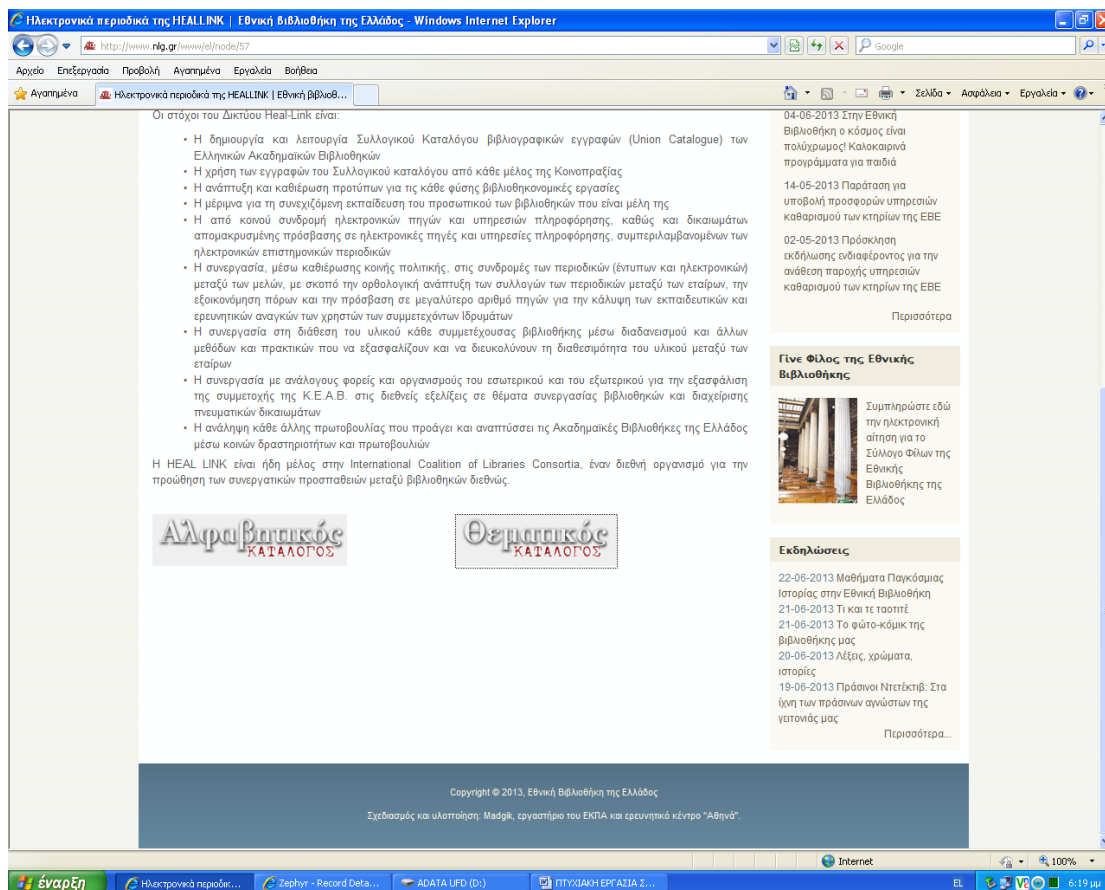 Ηλεκτρονικά περιοδικά της HEALLINK | Εθνική Βιβλιοθήκη της Ελλάδος - Windows Internet Explorer
http://www.nlg.gr/www/el/node/57
Google
Αρχείο Επεξεργασία Προβολή Αγαπημένα Εργαλεία Βοήθεια
Αγαπημένα
Ηλεκτρονικά περιοδικά της HEALLINK | Εθνική Βιβλιοθ...
Σελίδα
Ασφάλεια
Εργαλεία
Οι στόχοι του Δικτύου Heal-Link είναι:
• Η δημιουργία και λειτουργία Συλλογικού Καταλόγου βιβλιογραφικών εγγραφών (Union Catalogue) των
Ελληνικών Ακαδημαϊκών Βιβλιοθηκών
• Η χρήση των εγγραφών του Συλλογικού καταλόγου από κάθε μέλος της Κοινοπραξίας
• Η ανάπτυξη και καθιέρωση προτύπων για τις κάθε φύσης βιβλιοθηκονομικές εργασίες
• Η μέριμνα για τη συνεχιζόμενη εκπαίδευση του προσωπικού των βιβλιοθηκών που είναι μέλη της
• Η από κοινού συνδρομή ηλεκτρονικών πηγών και υπηρεσιών πληροφόρησης, καθώς και δικαιωμάτων
απομακρυσμένης πρόσβασης σε ηλεκτρονικές πηγές και υπηρεσίες πληροφόρησης, συμπεριλαμβανομένων των
ηλεκτρονικών επιστημονικών περιοδικών
• Η συνεργασία, μέσω καθιέρωσης κοινής πολιτικής, στις συνδρομές των περιοδικών (έντυπων και ηλεκτρονικών)
μεταξύ των μελών, με σκοπό την ορθολογική ανάπτυξη των συλλογών των περιοδικών μεταξύ των εταίρων, την
εξοικονόμηση πόρων και την πρόσβαση σε μεγαλύτερο αριθμό πηγών για την κάλυψη των εκπαιδευτικών και
ερευνητικών αναγκών των χρηστών των συμμετεχόντων Ιδρυμάτων
• Η συνεργασία στη διάθεση του υλικού κάθε συμμετέχουσας βιβλιοθήκης μέσω διαδανεισμού και άλλων
μεθόδων και πρακτικών που να εξασφαλίζουν και να διευκολύνουν τη διαθεσιμότητα του υλικού μεταξύ των
εταίρων
• Η συνεργασία με ανάλογους φορείς και οργανισμούς του εσωτερικού και του εξωτερικού για την εξασφάλιση
της συμμετοχής της Κ.Ε.Α.Β. στις διεθνείς εξελίξεις σε θέματα συνεργασίας βιβλιοθηκών και διαχείρισης
πνευματικών δικαιωμάτων
• Η ανάληψη κάθε άλλης πρωτοβουλίας που προάγει και αναπτύσσει τις Ακαδημαϊκές Βιβλιοθήκες της Ελλάδος
μέσω κοινών δραστηριοτήτων και πρωτοβουλιών
Η HEAL LINK είναι ήδη μέλος στην International Coalition of Libraries Consortia, έναν διεθνή οργανισμό για την
προώθηση των συνεργατικών προσπαθειών μεταξύ βιβλιοθηκών διεθνώς.
Αλφαβητικός
ΚΑΤΑΛΟΓΟΣ
Θεματικός
ΚΑΤΑΛΟΓΟΣ
04-06-2013 Στην Εθνική
Βιβλιοθήκη ο κόσμος είναι
πολύχρωμος! Καλοκαιρινά
προγράμματα για παιδιά
14-05-2013 Παράταση για
υποβολή προσφορών υπηρεσιών
καθαρισμού των κτηρίων της ΕΒΕ
02-05-2013 Πρόσκληση
εκδήλωσης ενδιαφέροντος για την
ανάθεση παροχής υπηρεσιών
καθαρισμού των κτηρίων της ΕΒΕ
Περισσότερα
Γίνε Φίλος της Εθνικής
Βιβλιοθήκης
Συμπληρώστε εδώ
την ηλεκτρονική
αίτηση για το
Σύλλογο Φίλων της
Εθνικής
Βιβλιοθήκης της
Ελλάδος
Εκδηλώσεις
22-06-2013 Μαθήματα Παγκόσμιας
Ιστορίας στην Εθνική Βιβλιοθήκη
21-06-2013 Τι και τε ταοτιτέ
21-06-2013 Το φώτο-κόμικ της
βιβλιοθήκης μας
20-06-2013 Λέξεις, χρώματα,
ιστορίες
19-06-2013 Πράσινοι Ντετέκτιβ: Στα
ίχνη των πράσινων αγνώστων της
γειτονιάς μας
Περισσότερα...
Copyright © 2013, Εθνική Βιβλιοθήκη της Ελλάδος
Σχεδιασμός και υλοποίηση: Madgik, εργαστήριο του ΕΚΠΑ και ερευνητικό κέντρο "Αθηνά".
Internet
100%
έναρξη
Ηλεκτρονικά περιοδικ...
Zephyr - Record Deta...
ADATA UFD (D:)
ΠΤΥΧΙΑΚΗ ΕΡΓΑΣΙΑ Σ...
EL
6:19 μμ